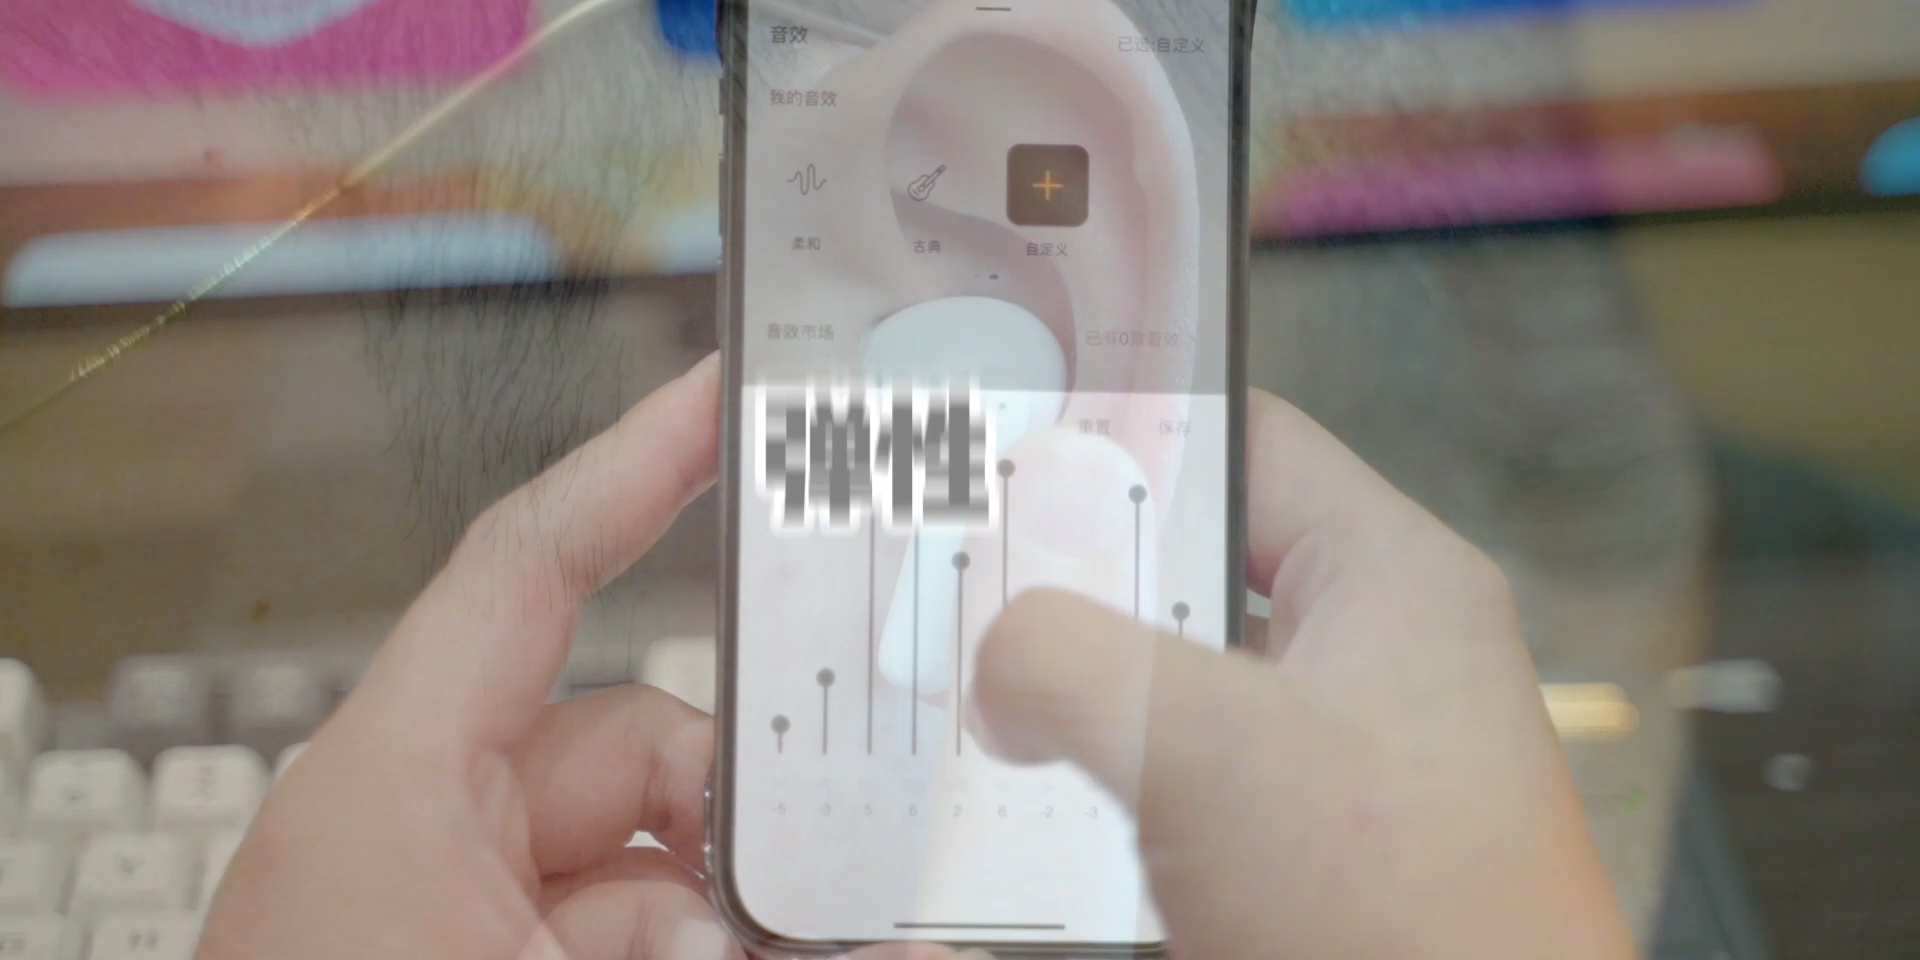 音效
已选:自定义
我的音效
柔和
古典
自定义
音效市场
已有0款音效 >
重置
保存
-5 -3 5 6 2 6 -2 -3